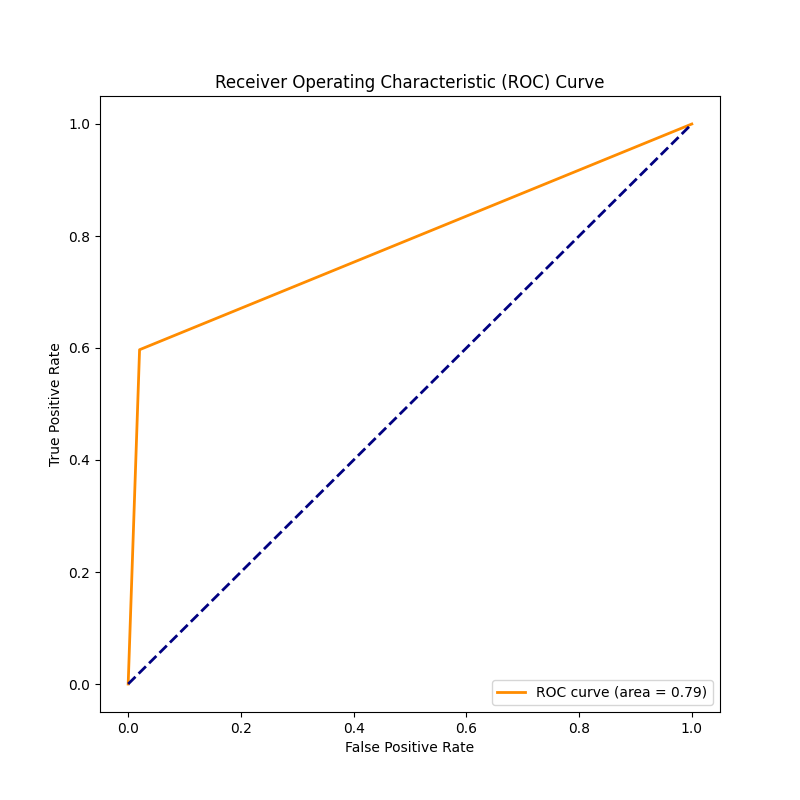 Receiver Operating Characteristic (ROC) Curve
1.0
0.8
0.6
0.4
0.2
0.0
True Positive Rate
ROC curve (area = 0.79)
0.0 0.2 0.4 0.6 0.8 1.0
False Positive Rate